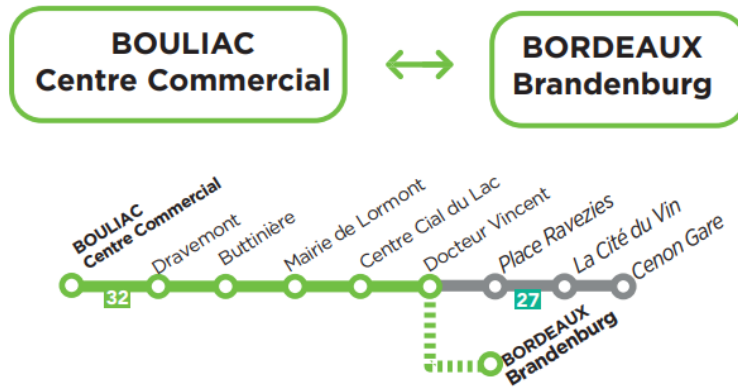 BOULIAC
Centre Commercial
BORDEAUX
Brandenburg
BOULIAC
Centre Commercial
Dravemont
Buttinière
Mairie de Lormont
Centre Cial du Lac
Docteur Vincent
Place Ravezies
La Cité du Vin
Cenon Gare
32
27
BORDEAUX
Brandenburg